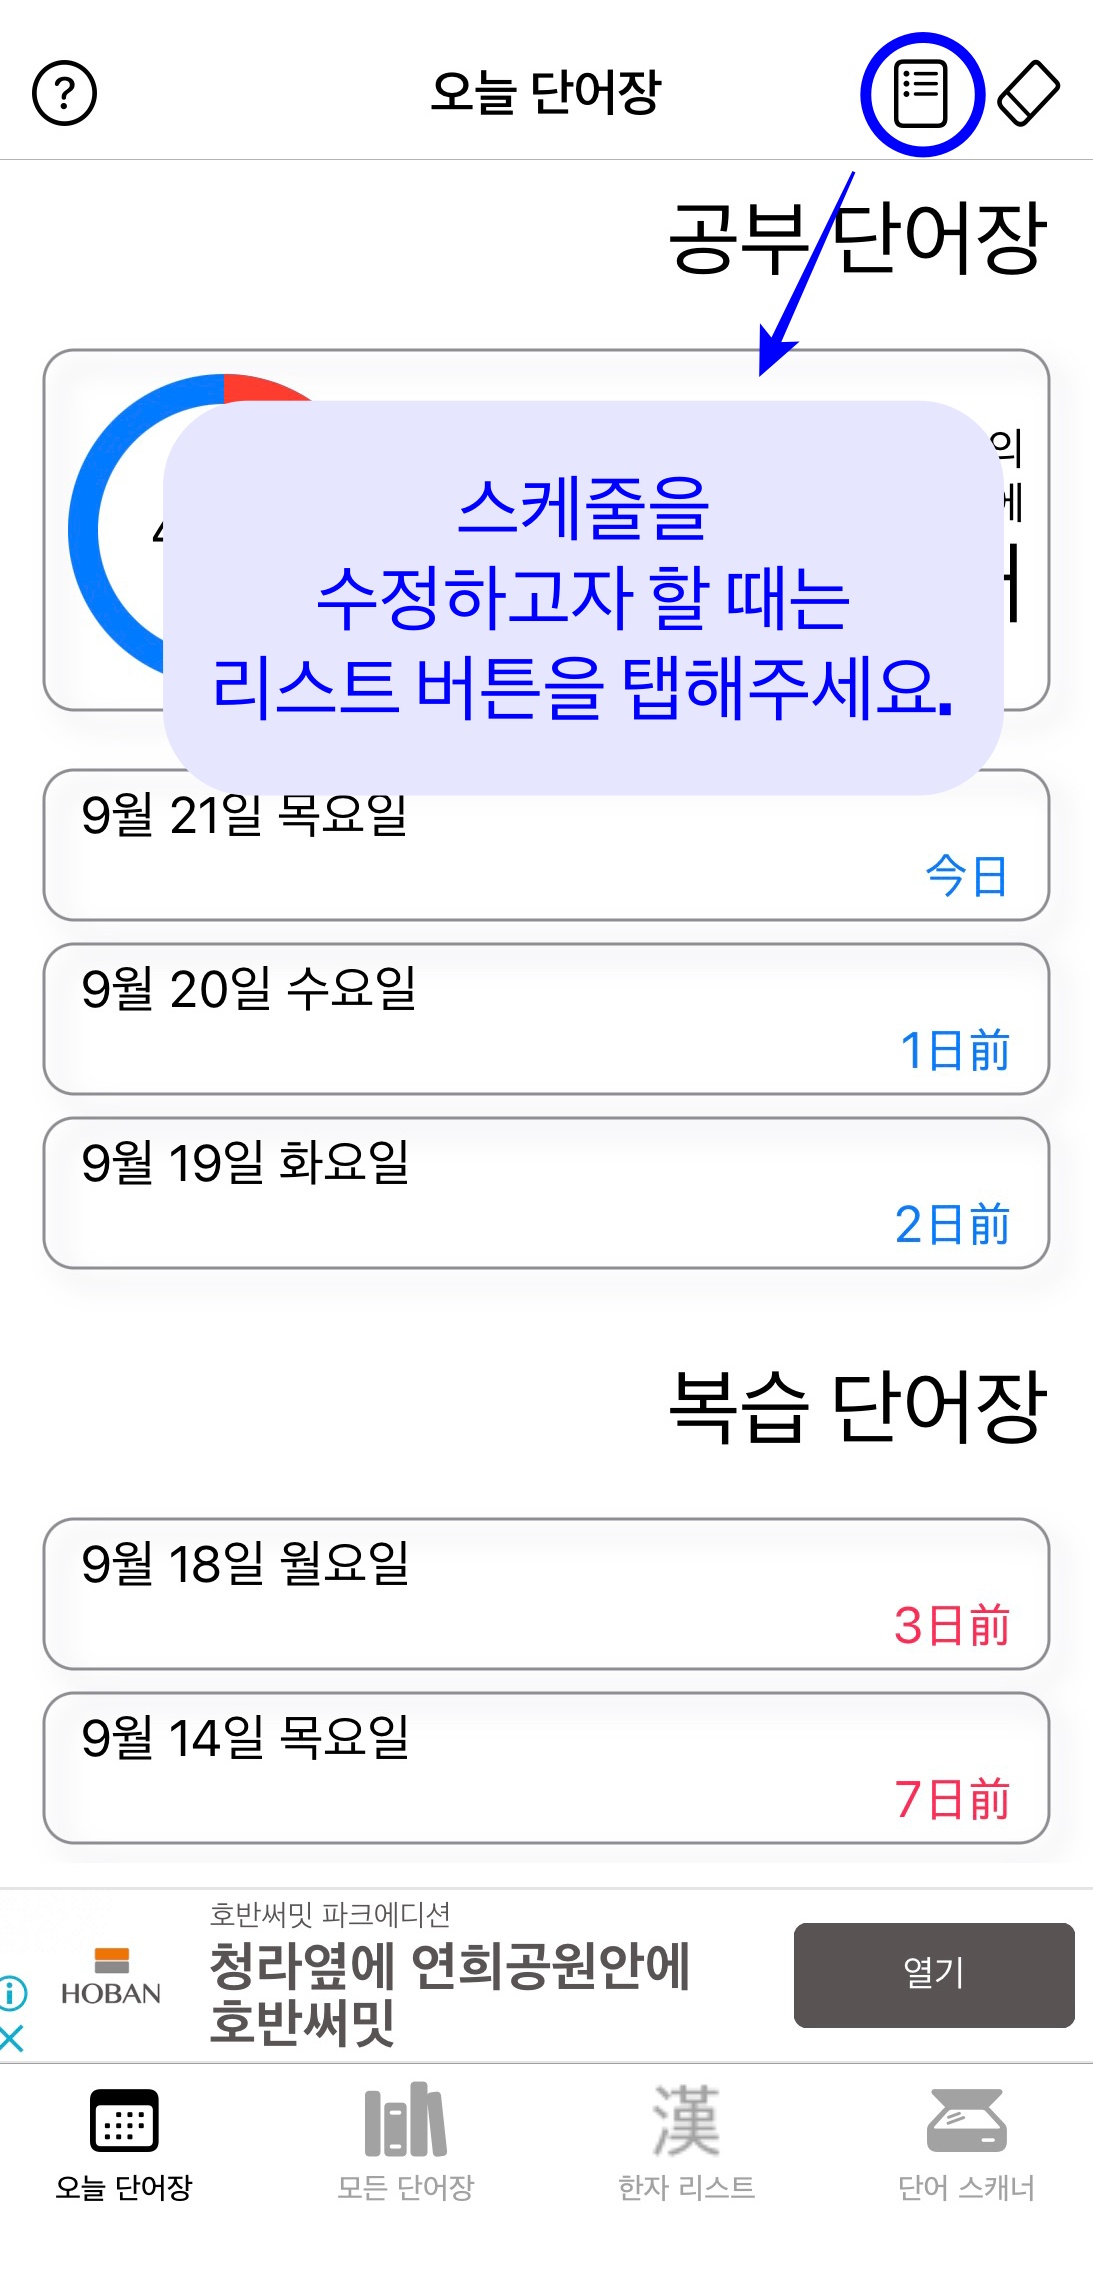 ?
오늘 단어장
공부 단어장
의
에
스케줄을
수정하고자 할 때는
리스트 버튼을 탭해주세요.
9월 21일 목요일
今日
9월 20일 수요일
1日前
9월 19일 화요일
2日前
복습 단어장
9월 18일 월요일
3日前
9월 14일 목요일
7日前
호반써밋 파크에디션
청라옆에 연희공원안에
호반써밋
HOBAN
열기
漢
오늘 단어장
모든 단어장
한자 리스트
단어 스캐너